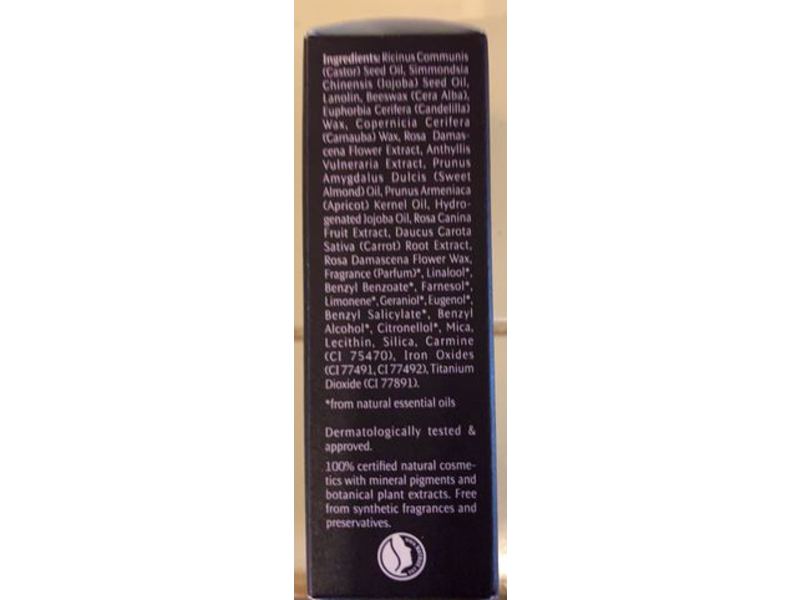 Ingredients: Ricinus Communis
(Castor) Seed Oil, Simmondsia
Chinensis (Jojoba) Seed Oil,
Lanolin, Beeswax (Cera Alba),
Euphorbia Cerifera (Candelilla)
Wax, Copernicia Cerifera
(Carnauba) Wax, Rosa Damas-
cena Flower Extract, Anthyllis
Vulneraria Extract, Prunus
Amygdalus Dulcis (Sweet
Almond) Oil, Prunus Armeniaca
(Apricot) Kernel Oil, Hydro-
genated Jojoba Oil, Rosa Canina
Fruit Extract, Daucus Carota
Sativa (Carrot) Root Extract,
Rosa Damascena Flower Wax,
Fragrance (Parfum)*, Linalool*,
Benzyl Benzoate*, Farnesol*,
Limonene*, Geraniol*, Eugenol*,
Benzyl Salicylate*, Benzyl
Alcohol*, Citronellol*, Mica,
Lecithin, Silica, Carmine
(CI 75470), Iron Oxides
(CI 77491, CI 77492), Titanium
Dioxide (CI 77891).
*from natural essential oils
Dermatologically tested &
approved.
100% certified natural cosme-
tics with mineral pigments and
botanical plant extracts. Free
from synthetic fragrances and
preservatives.